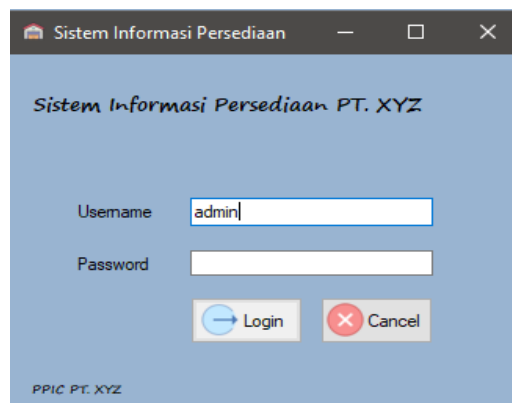 Sistem Informasi Persediaan
Sistem Informasi Persediaan PT. XYZ
Username admin
Password
Login Cancel
PPIC PT. XYZ